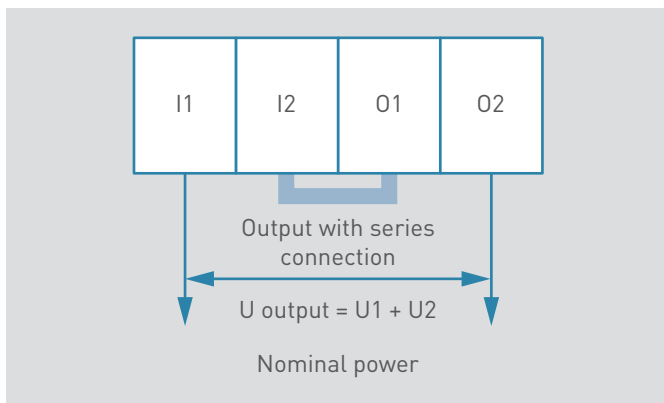 I1
I2
O1
O2
Output with series
connection
U output = U1 + U2
Nominal power